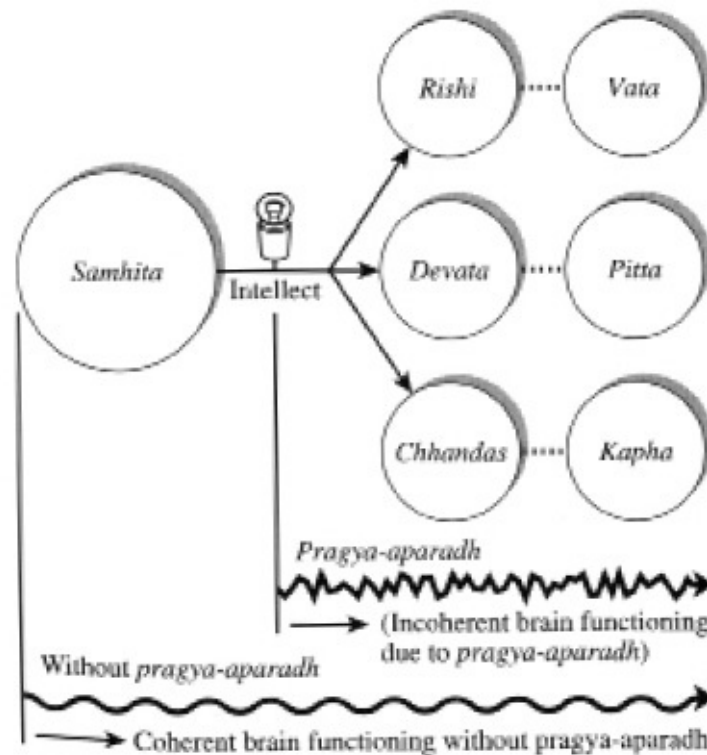 Rishi
Vata
Samhita
Intellect
Devata
Pitta
Chhandas
Kapha
Pragya-aparadh
(Incoherent brain functioning
due to pragya-aparadh)
Without pragya-aparadh
Coherent brain functioning without pragya-aparadh